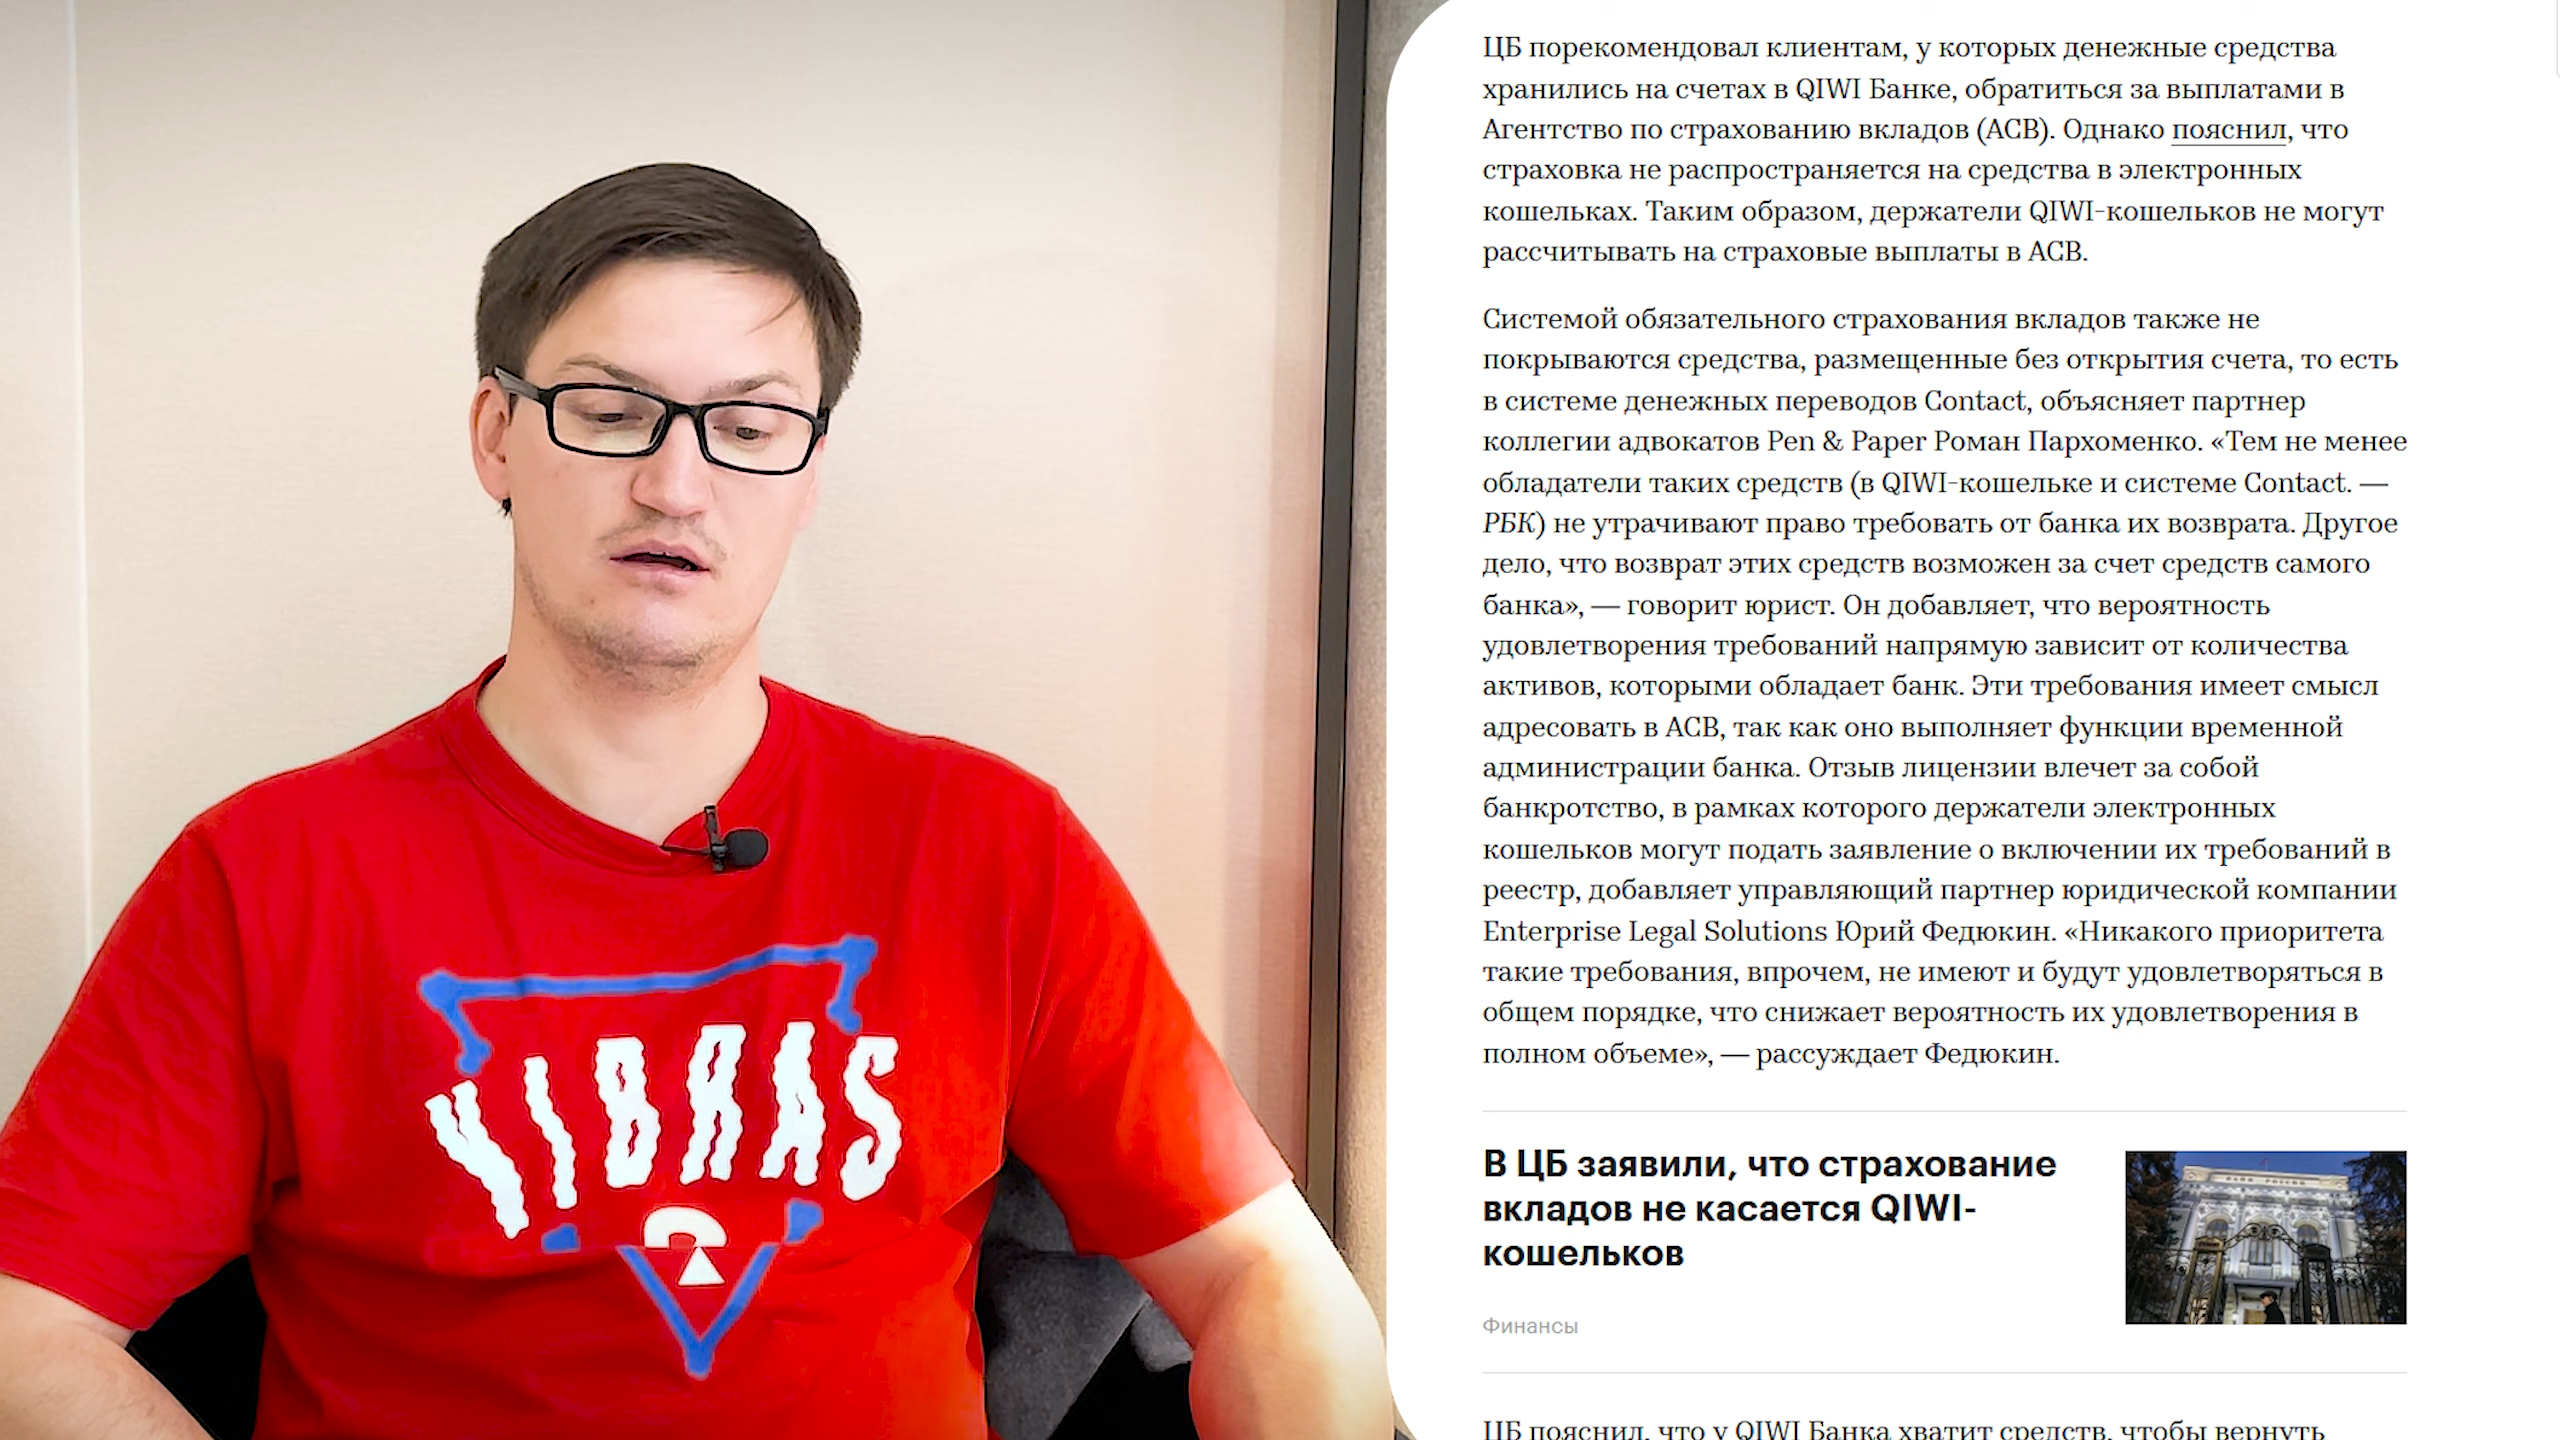 VIBRAS
ЦБ порекомендовал клиентам, у которых денежные средства
хранились на счетах в QIWI Банке, обратиться за выплатами в
Агентство по страхованию вкладов (АСВ). Однако пояснил, что
страховка не распространяется на средства в электронных
кошельках. Таким образом, держатели QIWI-кошельков не могут
рассчитывать на страховые выплаты в АСВ.
Системой обязательного страхования вкладов также не
покрываются средства, размещенные без открытия счета, то есть
в системе денежных переводов Contact, объясняет партнер
коллегии адвокатов Pen & Paper Роман Пархоменко. «Тем не менее
обладатели таких средств (в QIWI-кошельке и системе Contact. —
РБК) не утрачивают право требовать от банка их возврата. Другое
дело, что возврат этих средств возможен за счет средств самого
банка», — говорит юрист. Он добавляет, что вероятность
удовлетворения требований напрямую зависит от количества
активов, которыми обладает банк. Эти требования имеет смысл
адресовать в АСВ, так как оно выполняет функции временной
администрации банка. Отзыв лицензии влечет за собой
банкротство, в рамках которого держатели электронных
кошельков могут подать заявление о включении их требований в
реестр, добавляет управляющий партнер юридической компании
Enterprise Legal Solutions Юрий Федюкин. «Никакого приоритета
такие требования, впрочем, не имеют и будут удовлетворяться в
общем порядке, что снижает вероятность их удовлетворения в
полном объеме», — рассуждает Федюкин.
В ЦБ заявили, что страхование
вкладов не касается QIWI-
кошельков
Финансы
ЦБ пояснил, что у QIWI Банка хватит средств, чтобы вернуть